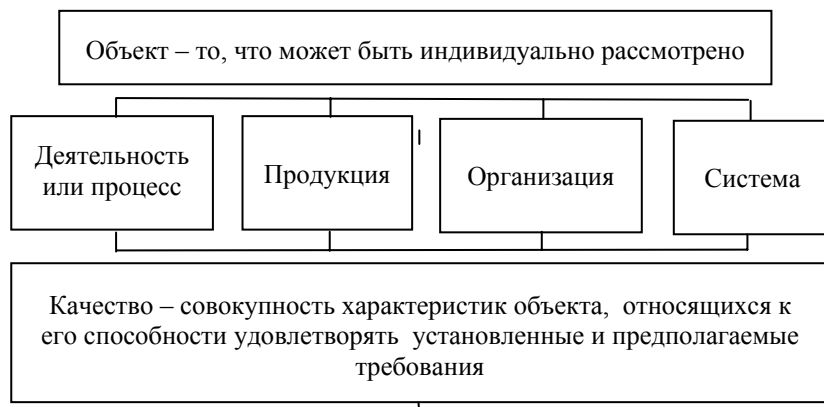 Объект – то, что может быть индивидуально рассмотрено
Деятельность
или процесс
Продукция
Организация
Система
Качество – совокупность характеристик объекта, относящихся к
его способности удовлетворять установленные и предполагаемые
требования